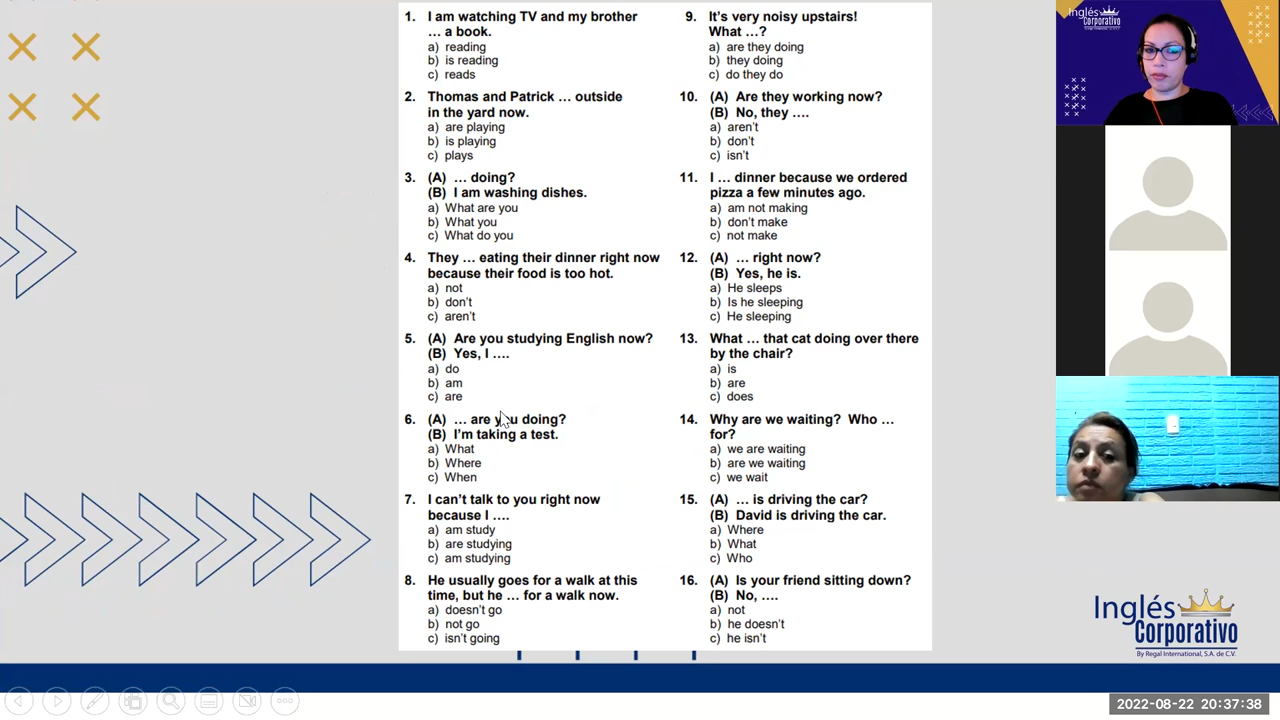 1. I am watching TV and my brother
… a book.
a) reading
b) is reading
c) reads
2. Thomas and Patrick … outside
in the yard now.
a) are playing
b) is playing
c) plays
3. (A) … doing?
(B) I am washing dishes.
a) What are you
b) What you
c) What do you
4. They … eating their dinner right now
because their food is too hot.
a) not
b) don't
c) aren't
5. (A) Are you studying English now?
(B) Yes, I ….
a) do
b) am
c) are
6. (A) … are you doing?
(B) I'm taking a test.
a) What
b) Where
c) When
7. I can't talk to you right now
because I ….
a) am study
b) are studying
c) am studying
8. He usually goes for a walk at this
time, but he … for a walk now.
a) doesn't go
b) not go
c) isn't going
9. It's very noisy upstairs!
What …?
a) are they doing
b) they doing
c) do they do
10. (A) Are they working now?
(B) No, they ….
a) aren't
b) don't
c) isn't
11. I … dinner because we ordered
pizza a few minutes ago.
a) am not making
b) don't make
c) not make
12. (A) … right now?
(B) Yes, he is.
a) He sleeps
b) Is he sleeping
c) He sleeping
13. What … that cat doing over there
by the chair?
a) is
b) are
c) does
14. Why are we waiting? Who …
for?
a) we are waiting
b) are we waiting
c) we wait
15. (A) … is driving the car?
(B) David is driving the car.
a) Where
b) What
c) Who
16. (A) Is your friend sitting down?
(B) No, ….
a) not
b) he doesn't
c) he isn't
Inglés
Corporativo
Inglés
Corporativo
By Regal International, S.A. de C.V.
2022-08-22 20:37:38